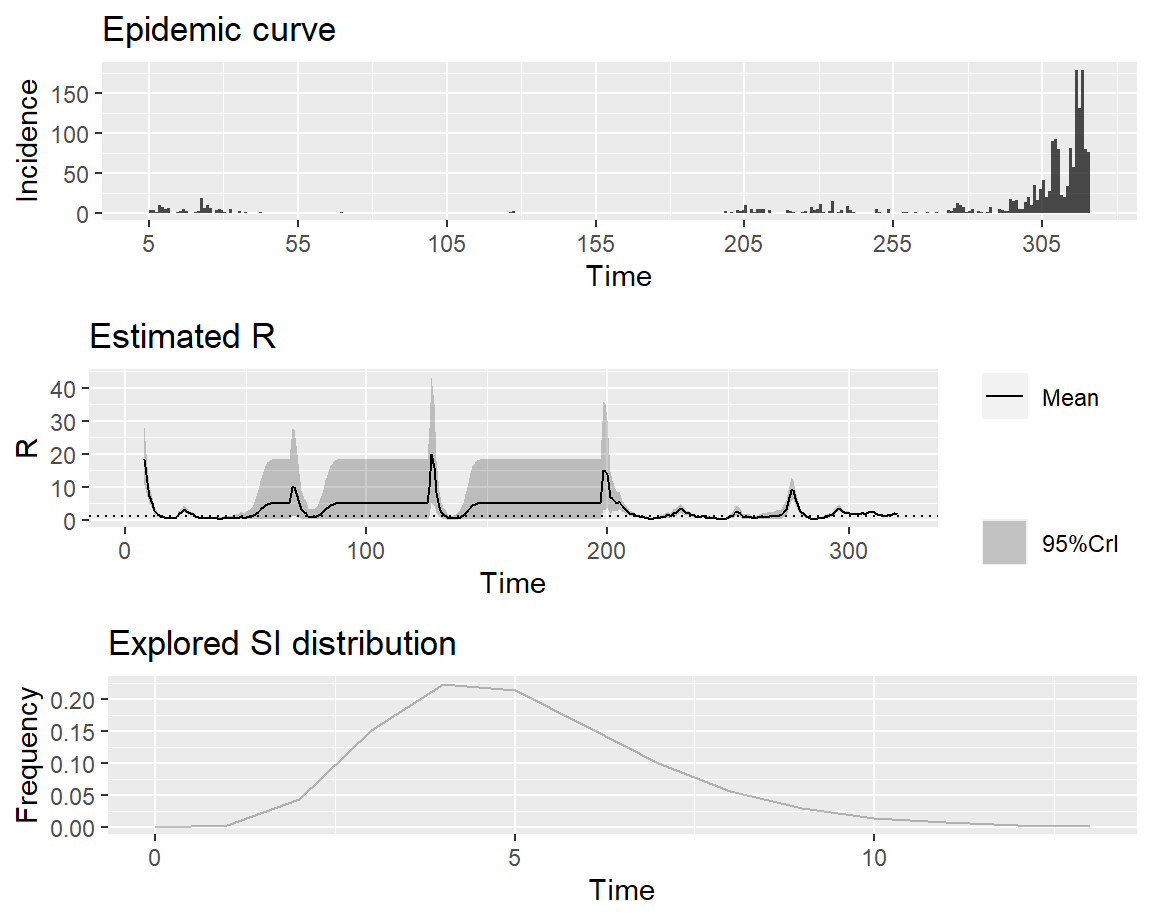 Epidemic curve
Incidence
150
100
50
0
5 55 105 155 205 255 305
Time
Estimated R
R
40
30
20
10
0
0 100 200 300
Time
Mean
95%CrI
Explored SI distribution
Frequency
0.20
0.15
0.10
0.05
0.00
0 5 10
Time